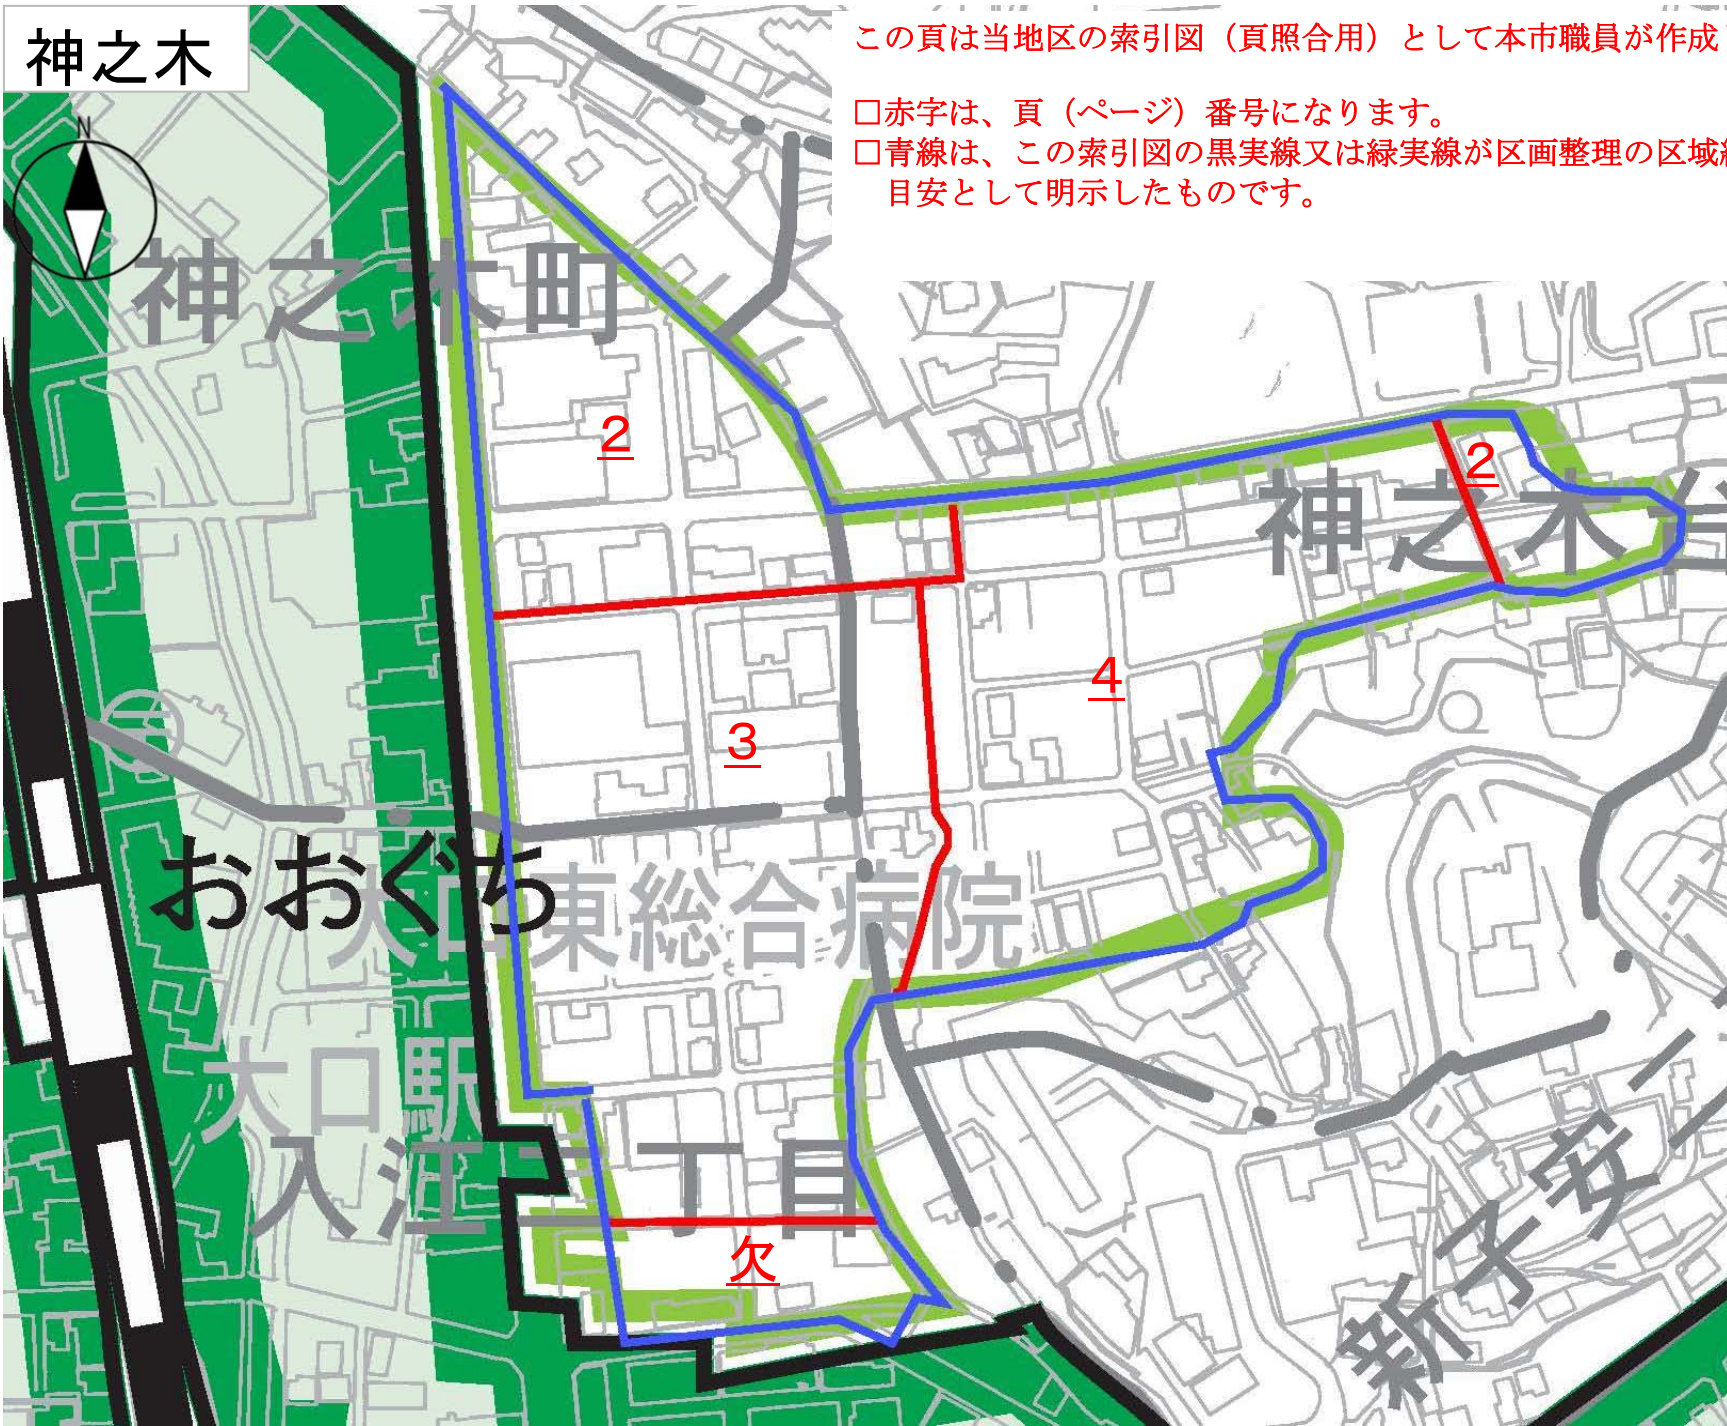 神之木
この頁は当地区の索引図（頁照合用）として本市職員が作成
□赤字は、頁（ページ）番号になります。
□青線は、この索引図の黒実線又は緑実線が区画整理の区域
目安として明示したものです。
N
神之木町
2
2
神之木台
4
3
おおぐち
大口東総合病院
大口駅
入江二丁目
欠
新子安一